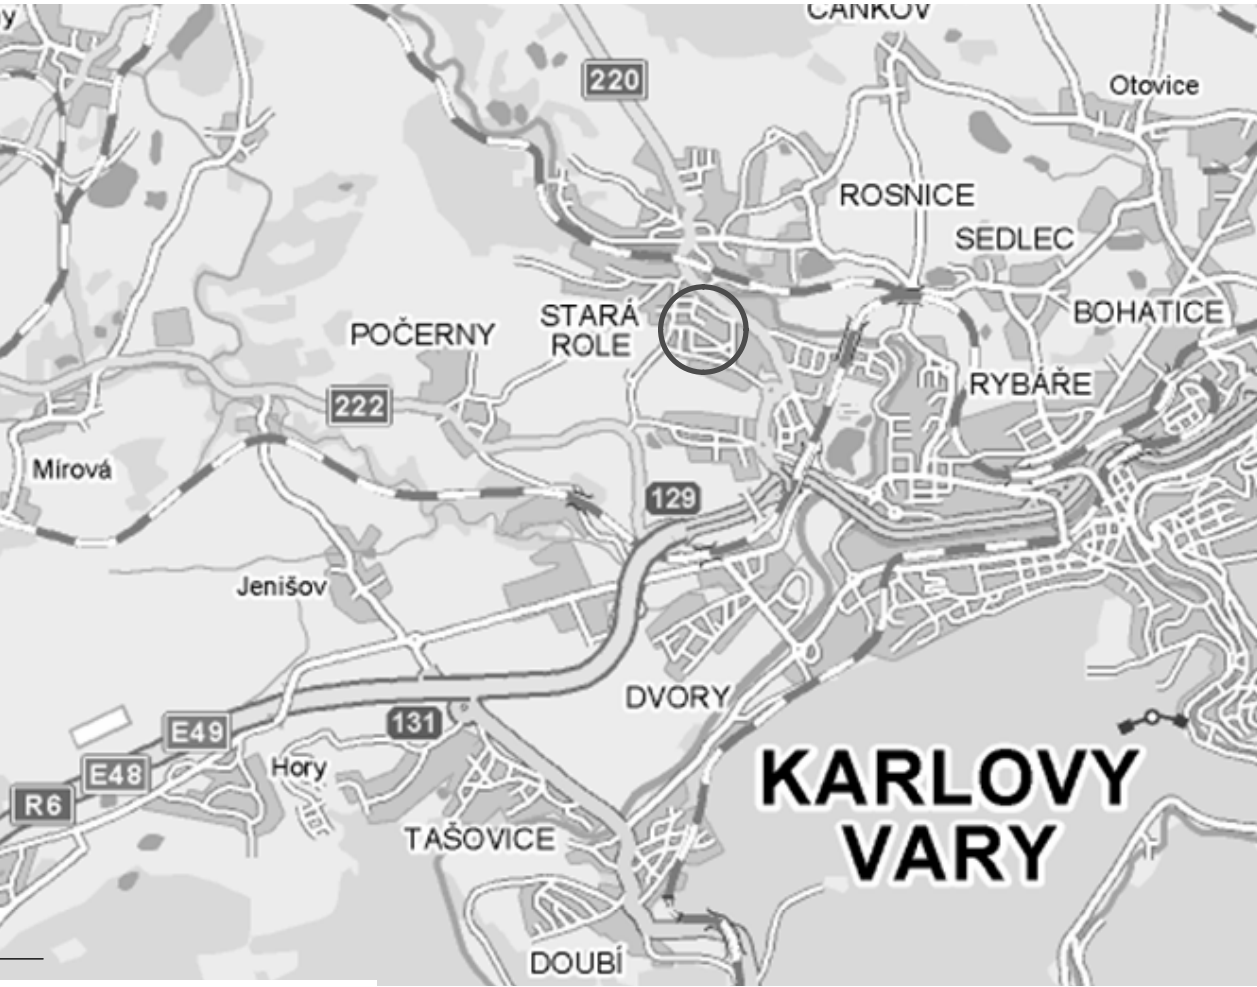 ČANKOV
220
Otovice
ROSNICE
SEDLEC
BOHATICE
STARÁ
ROLE
POČERNY
RYBÁŘE
222
Mírová
129
Jenišov
DVORY
131
E49
KARLOVY
VARY
E48
Hory
R6
TAŠOVICE
DOUBÍ